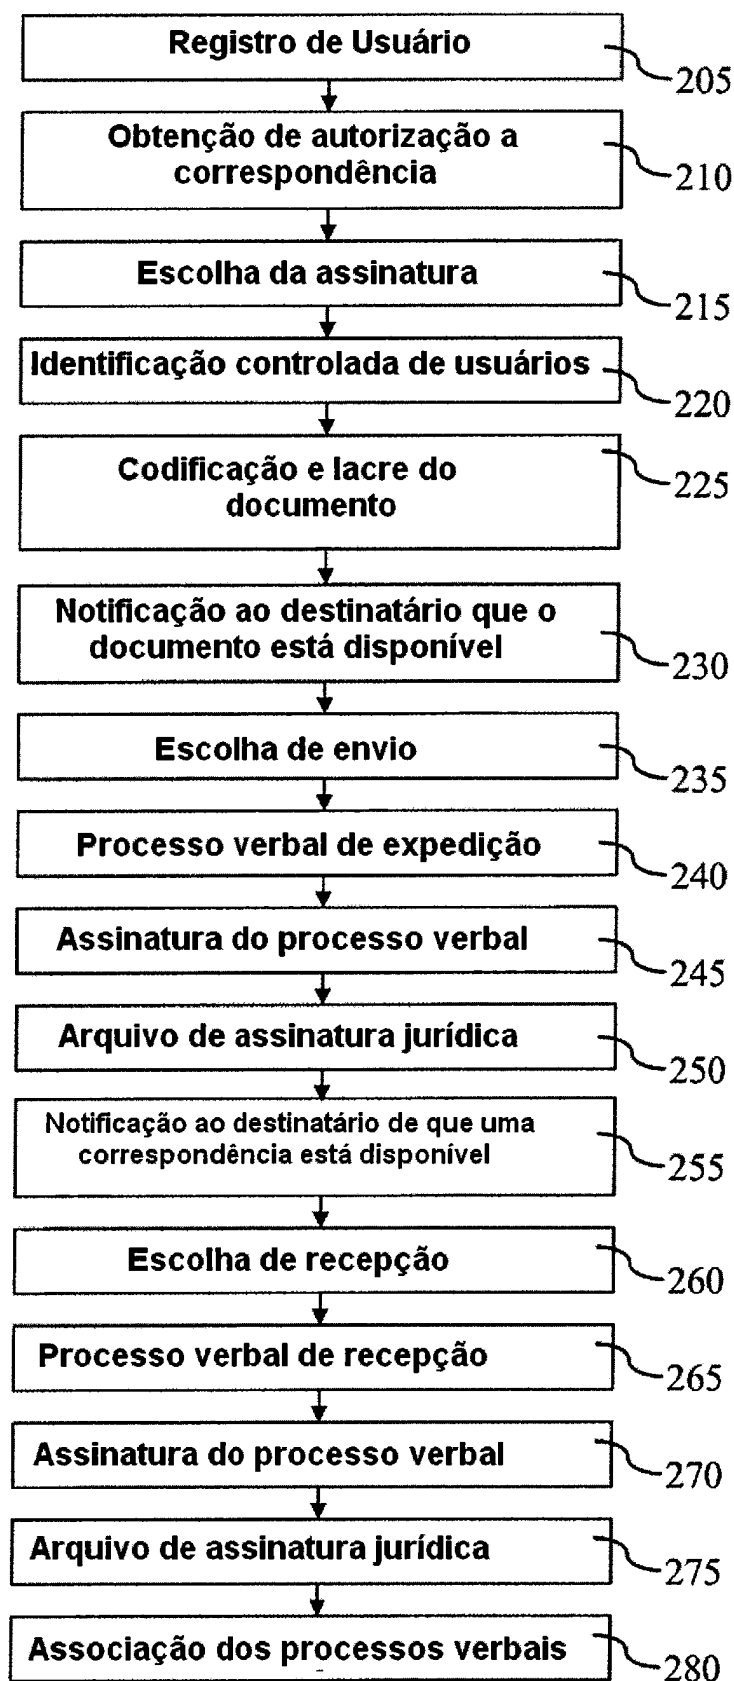 Registro de Usuário
205
Obtenção de autorização a
correspondência
210
Escolha da assinatura
215
Identificação controlada de usuários
220
Codificação e lacre do
documento
225
Notificação ao destinatário que o
documento está disponível
230
Escolha de envio
235
Processo verbal de expedição
240
Assinatura do processo verbal
245
Arquivo de assinatura jurídica
250
Notificação ao destinatário de que uma
correspondência está disponível
255
Escolha de recepção
260
Processo verbal de recepção
265
Assinatura do processo verbal
270
Arquivo de assinatura jurídica
275
Associação dos processos verbais
280